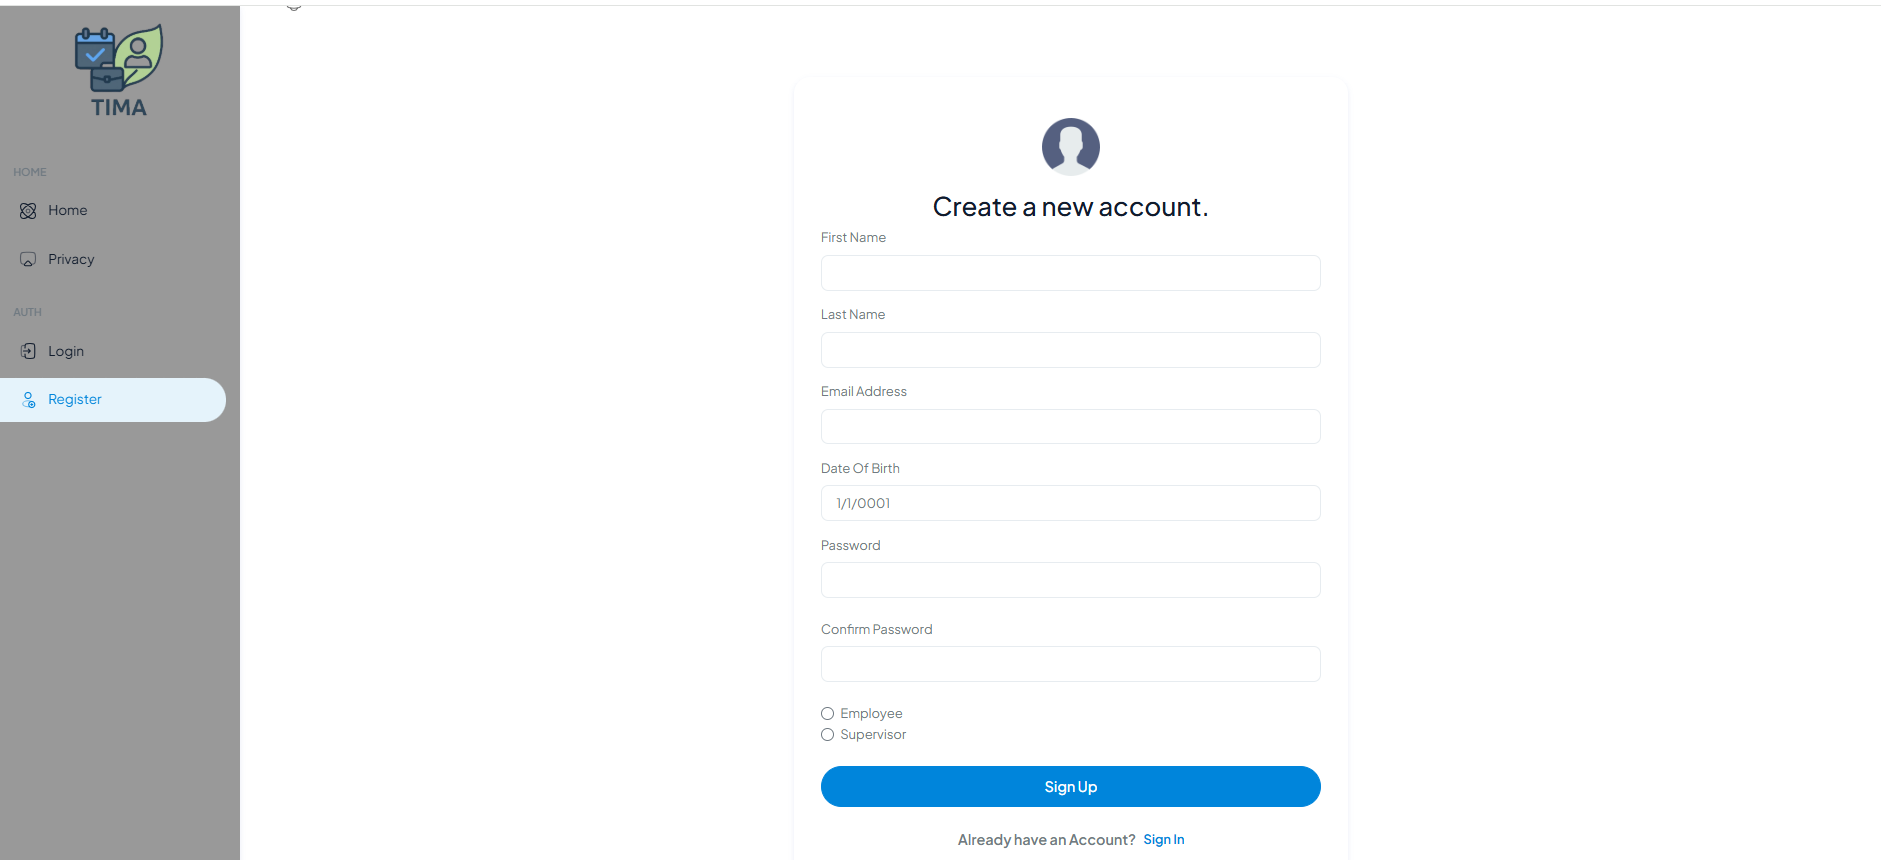 TIMA
HOME
Home
Privacy
AUTH
Login
Register
Create a new account.
First Name
Last Name
Email Address
Date Of Birth
1/1/0001
Password
Confirm Password
Employee
Supervisor
Sign Up
Already have an Account? Sign In